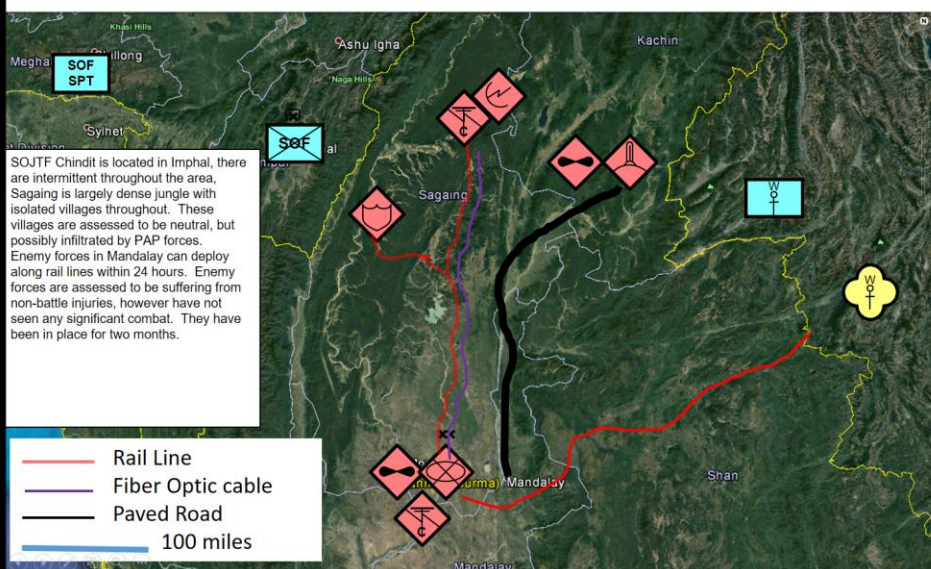 Khasi Hills
Ashu Igha
Kachin
SOF
SPT
Naga Hills
Sylhet
SOF
SOJTF Chindit is located in Imphal, there
are intermittent throughout the area,
Sagaing is largely dense jungle with
isolated villages throughout.  These
villages are assessed to be neutral, but
possibly infiltrated by PAP forces.
Enemy forces in Mandalay can deploy
along rail lines within 24 hours.  Enemy
forces are assessed to be suffering from
non-battle injuries, however have not
seen any significant combat.  They have
been in place for two months.
Sagaing
W
W
C
Rail Line
Fiber Optic cable
Paved Road
100 miles
Mandalay
Shan
C
Mandalay